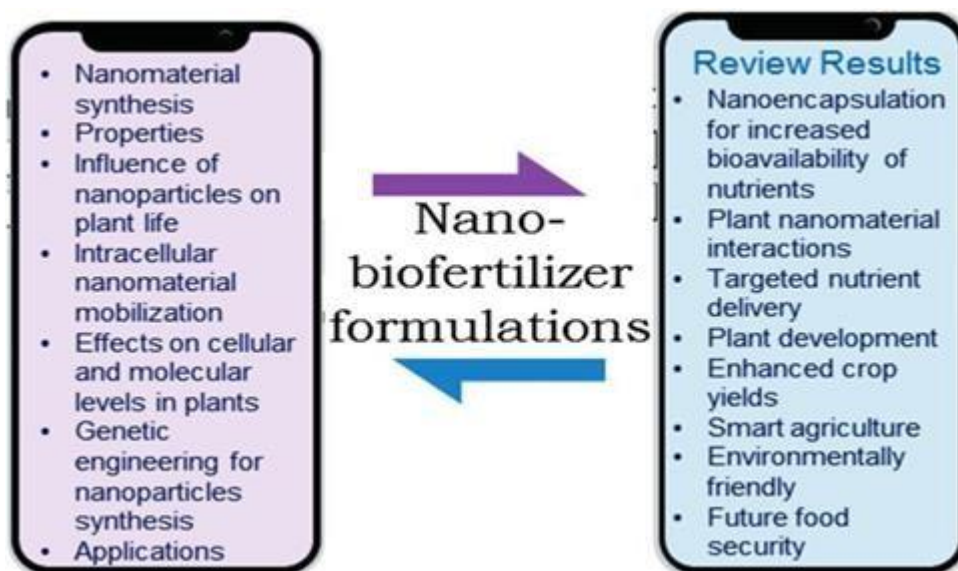 • Nanomaterial
synthesis
• Properties
• Influence of
nanoparticles on
plant life
• Intracellular
nanomaterial
mobilization
• Effects on cellular
and molecular
levels in plants
• Genetic
engineering for
nanoparticles
synthesis
• Applications
Nano-
biofertilizer
formulations
Review Results
• Nanoencapsulation
for increased
bioavailability of
nutrients
• Plant nanomaterial
interactions
• Targeted nutrient
delivery
• Plant development
• Enhanced crop
yields
• Smart agriculture
• Environmentally
friendly
• Future food
security